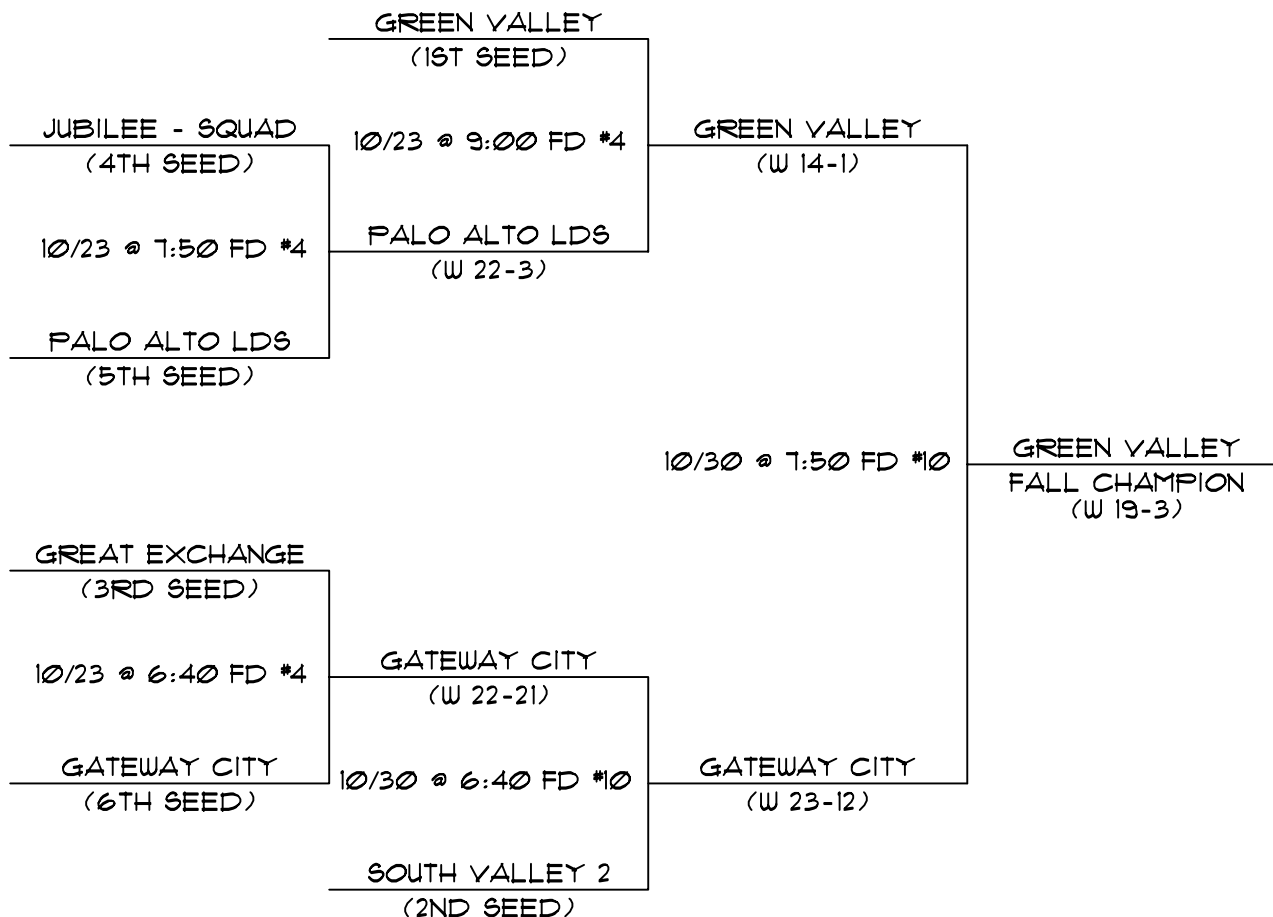 GREEN VALLEY
(1ST SEED)
JUBILEE - SQUAD
(4TH SEED)
10/23 @ 9:00 FD #4
GREEN VALLEY
(W 14-1)
10/23 @ 7:50 FD #4
PALO ALTO LDS
(W 22-3)
PALO ALTO LDS
(5TH SEED)
10/30 @ 7:50 FD #10
GREEN VALLEY
FALL CHAMPION
(W 19-3)
GREAT EXCHANGE
(3RD SEED)
10/23 @ 6:40 FD #4
GATEWAY CITY
(W 22-21)
GATEWAY CITY
(6TH SEED)
10/30 @ 6:40 FD #10
GATEWAY CITY
(W 23-12)
SOUTH VALLEY 2
(2ND SEED)